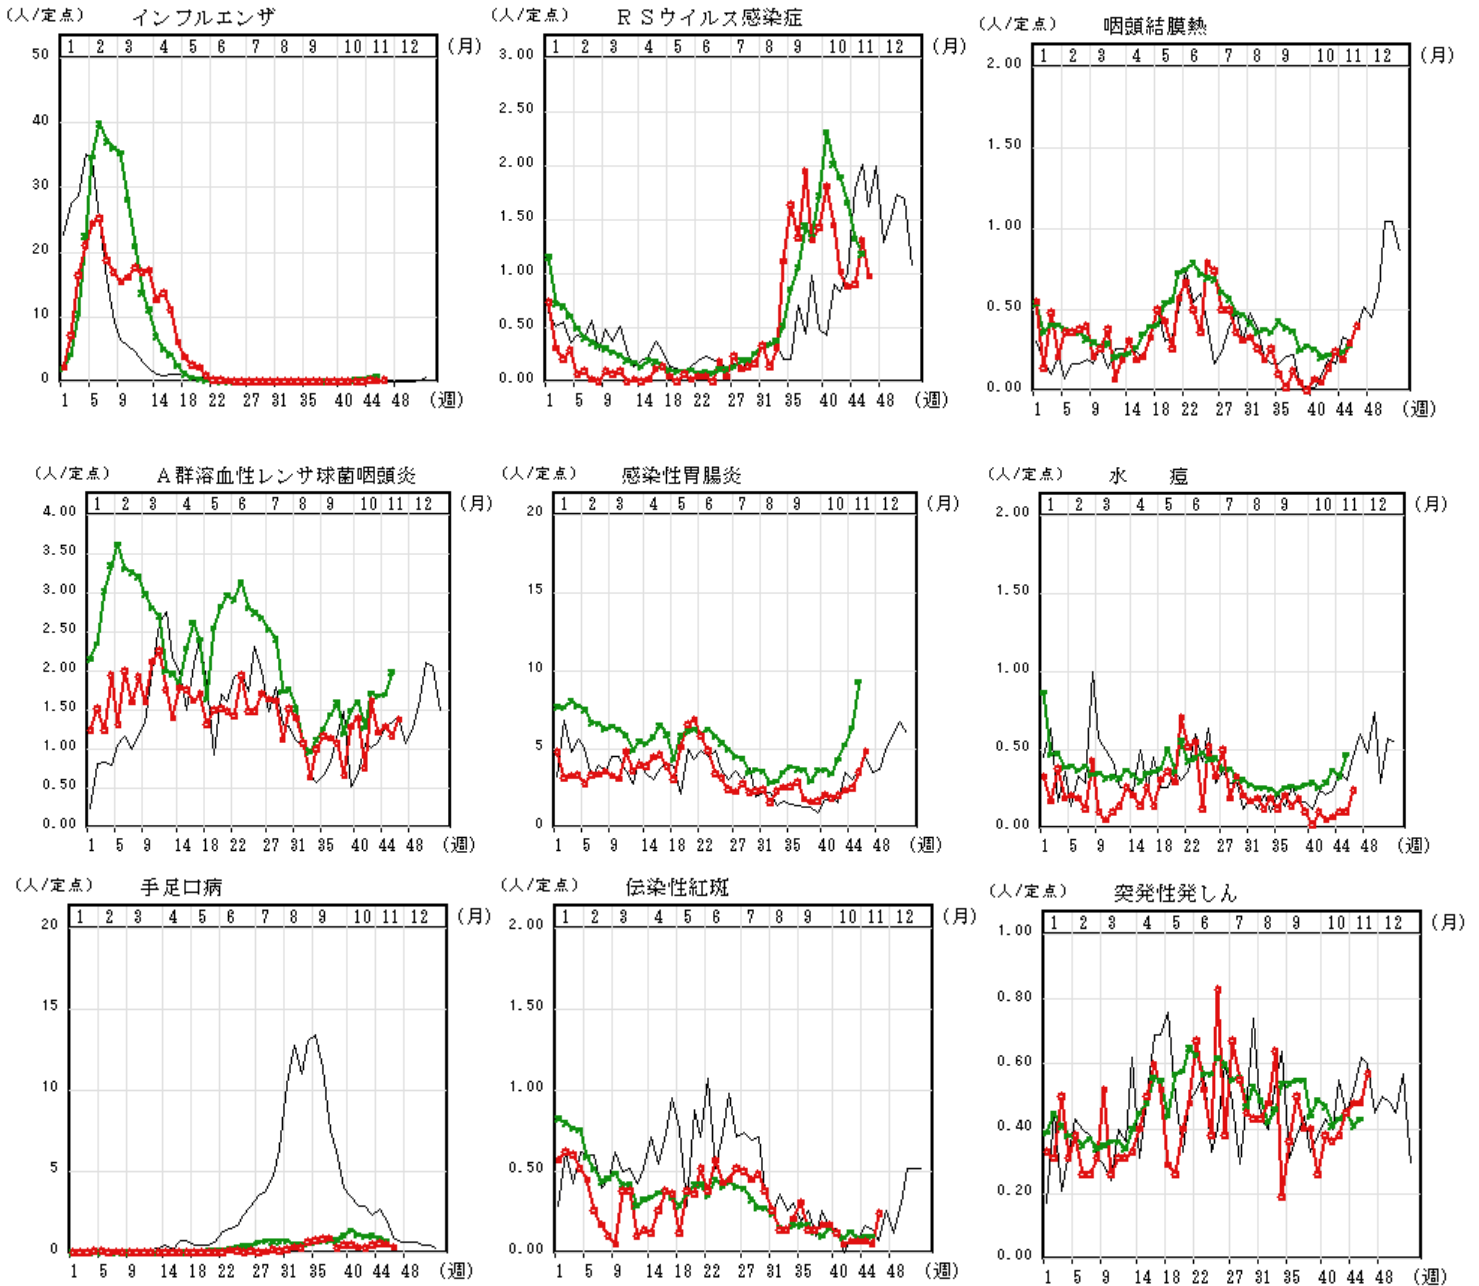 (人/定点) インフルエンザ
1 2 3 4 5 6 7 8 9 10 11 12 (月)
50
40
30
20
10
0
1 5 9 14 18 22 27 31 35 40 44 48 (週)
(人/定点) RSウイルス感染症
1 2 3 4 5 6 7 8 9 10 11 12 (月)
3.00
2.50
2.00
1.50
1.00
0.50
0.00
1 5 9 14 18 22 27 31 35 40 44 48 (週)
(人/定点) 咽頭結膜熱
1 2 3 4 5 6 7 8 9 10 11 12 (月)
2.00
1.50
1.00
0.50
0.00
1 5 9 14 18 22 27 31 35 40 44 48 (週)
(人/定点) A群溶血性レンサ球菌咽頭炎
1 2 3 4 5 6 7 8 9 10 11 12 (月)
4.00
3.50
3.00
2.50
2.00
1.50
1.00
0.50
0.00
1 5 9 14 18 22 27 31 35 40 44 48 (週)
(人/定点) 感染性胃腸炎
1 2 3 4 5 6 7 8 9 10 11 12 (月)
20
15
10
5
0
1 5 9 14 18 22 27 31 35 40 44 48 (週)
(人/定点) 水 痘
1 2 3 4 5 6 7 8 9 10 11 12 (月)
2.00
1.50
1.00
0.50
0.00
1 5 9 14 18 22 27 31 35 40 44 48 (週)
(人/定点) 手足口病
1 2 3 4 5 6 7 8 9 10 11 12 (月)
20
15
10
5
0
1 5 9 14 18 22 27 31 35 40 44 48 (週)
(人/定点) 伝染性紅斑
1 2 3 4 5 6 7 8 9 10 11 12 (月)
2.00
1.50
1.00
0.50
0.00
1 5 9 14 18 22 27 31 35 40 44 48 (週)
(人/定点) 突発性発しん
1 2 3 4 5 6 7 8 9 10 11 12 (月)
1.00
0.80
0.60
0.40
0.20
0.00
1 5 9 14 18 22 27 31 35 40 44 48 (週)